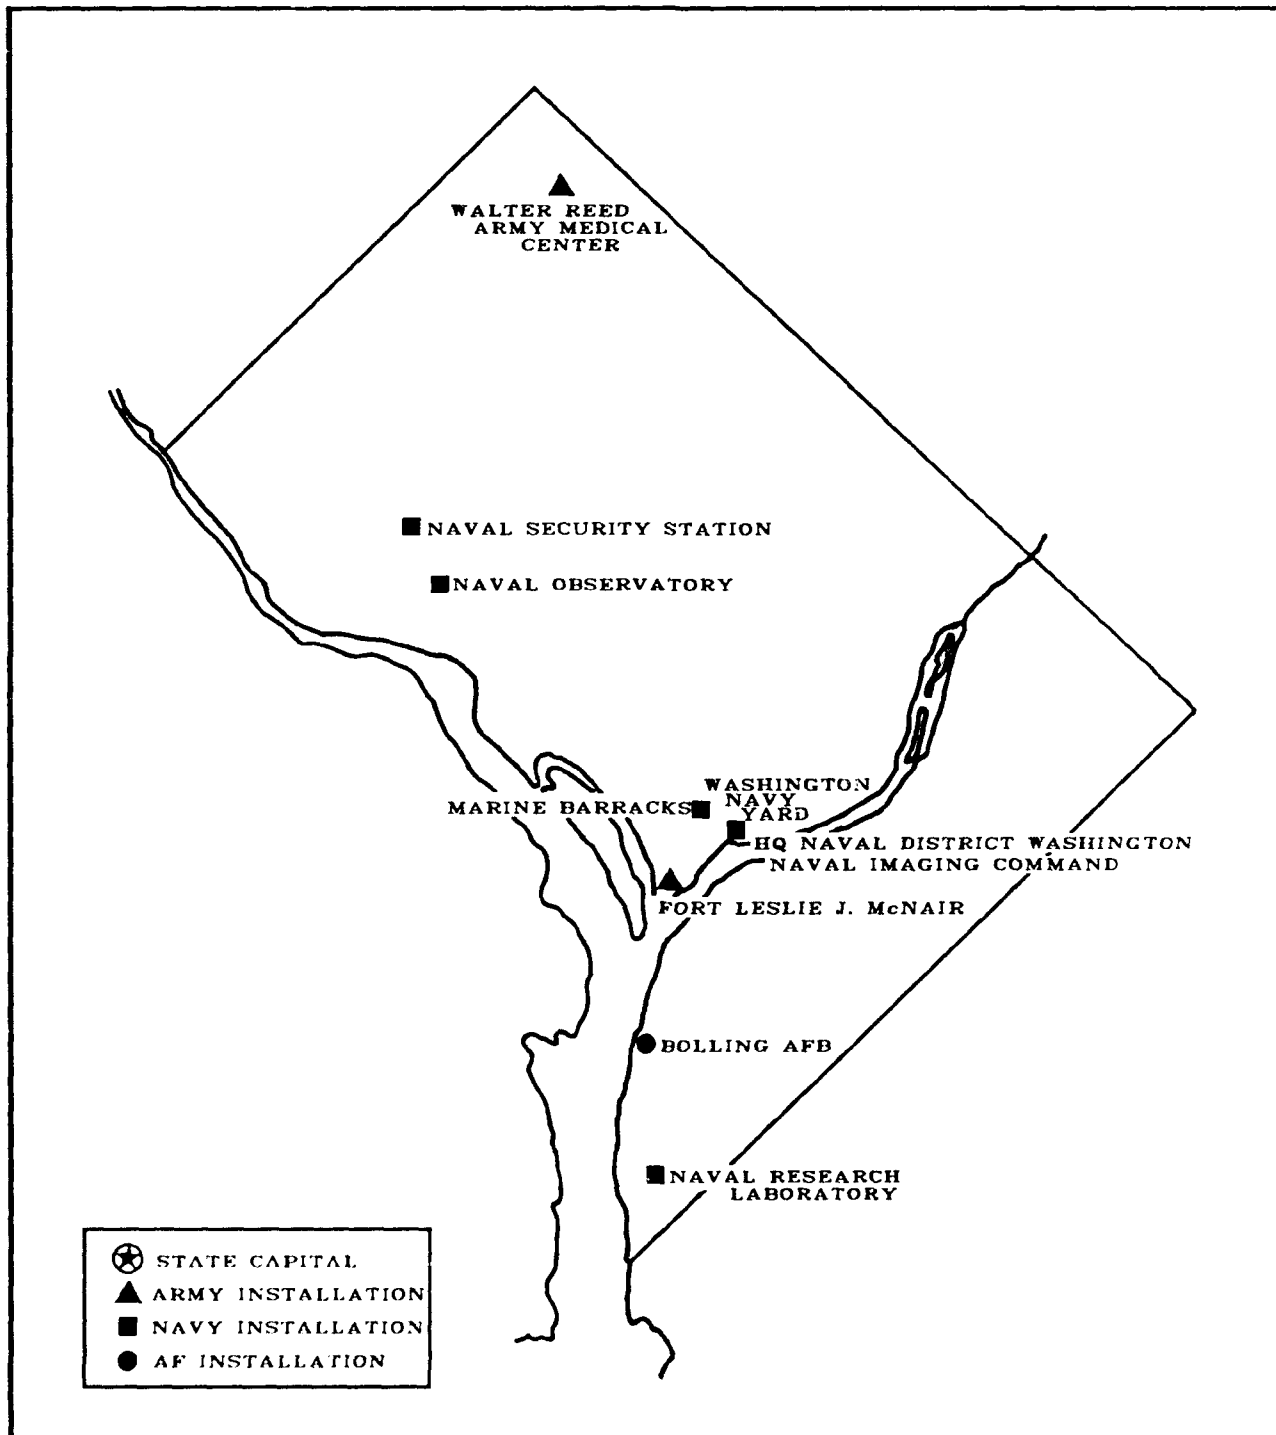 WALTER REED
ARMY MEDICAL
CENTER
NAVAL SECURITY STATION
NAVAL OBSERVATORY
WASHINGTON
NAVY
YARD
MARINE BARRACKS
HQ NAVAL DISTRICT WASHINGTON
NAVAL IMAGING COMMAND
FORT LESLIE J. McNAIR
BOLLING AFB
NAVAL RESEARCH
LABORATORY
STATE CAPITAL
ARMY INSTALLATION
NAVY INSTALLATION
AF INSTALLATION